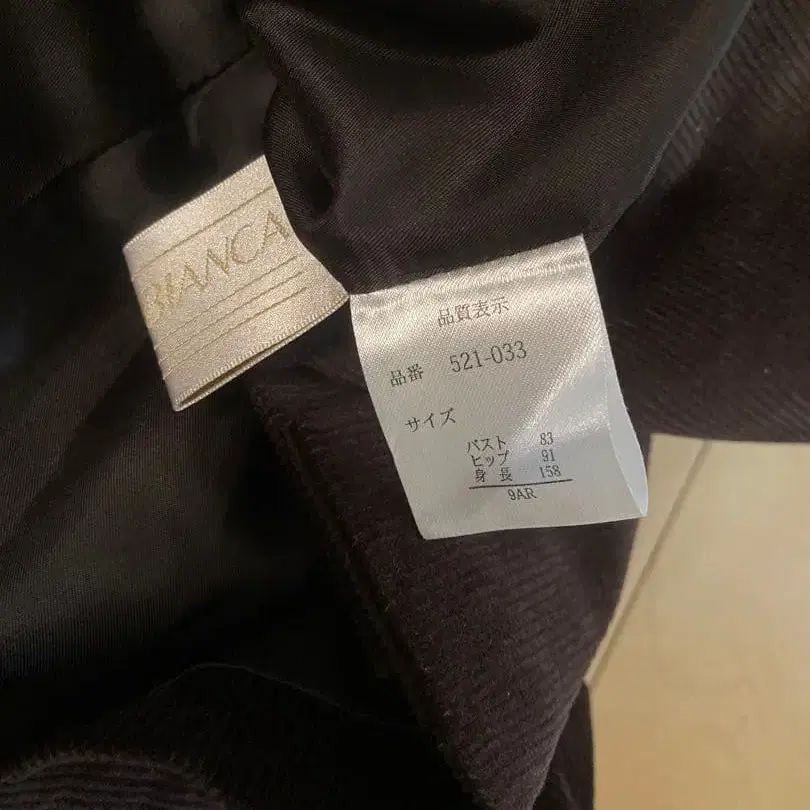 BIANCA
品質表示
品番 521-033
サイズ
バスト 83
ヒップ 91
身長 158
9AR